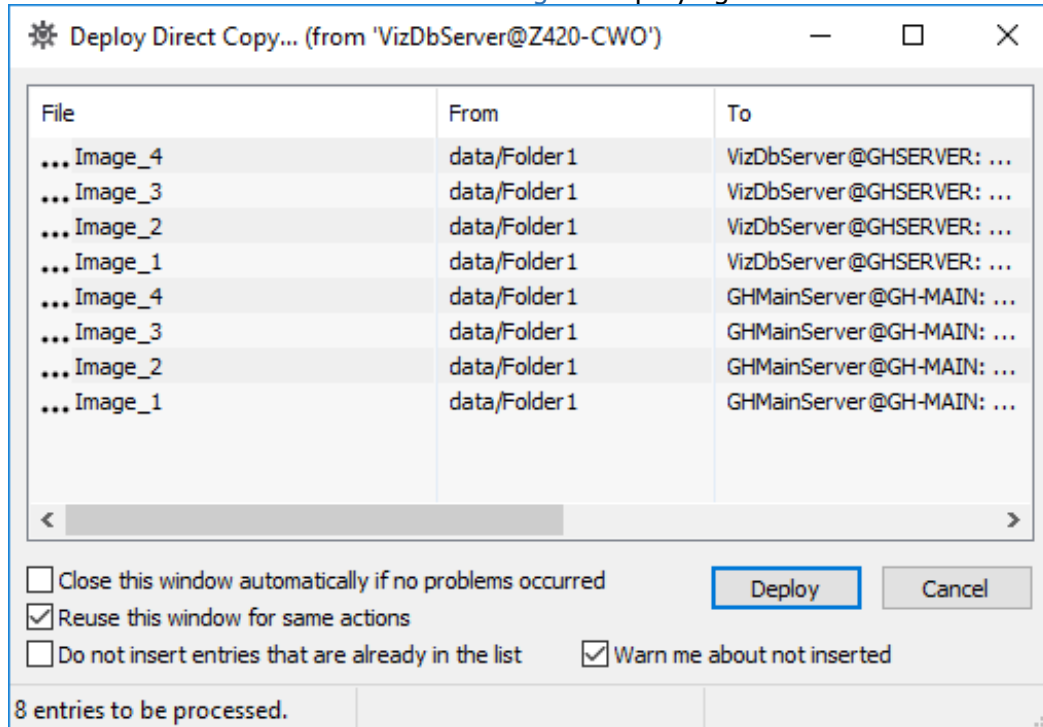 Deploy Direct Copy... (from 'VizDbServer@Z420-CWO')
File From To
... Image_4 data/Folder1 VizDbServer@GHSERVER: ...
... Image_3 data/Folder1 VizDbServer@GHSERVER: ...
... Image_2 data/Folder1 VizDbServer@GHSERVER: ...
... Image_1 data/Folder1 VizDbServer@GHSERVER: ...
... Image_4 data/Folder1 GHMainServer@GH-MAIN: ...
... Image_3 data/Folder1 GHMainServer@GH-MAIN: ...
... Image_2 data/Folder1 GHMainServer@GH-MAIN: ...
... Image_1 data/Folder1 GHMainServer@GH-MAIN: ...
Close this window automatically if no problems occurred Deploy Cancel
Reuse this window for same actions
Do not insert entries that are already in the list Warn me about not inserted
8 entries to be processed.